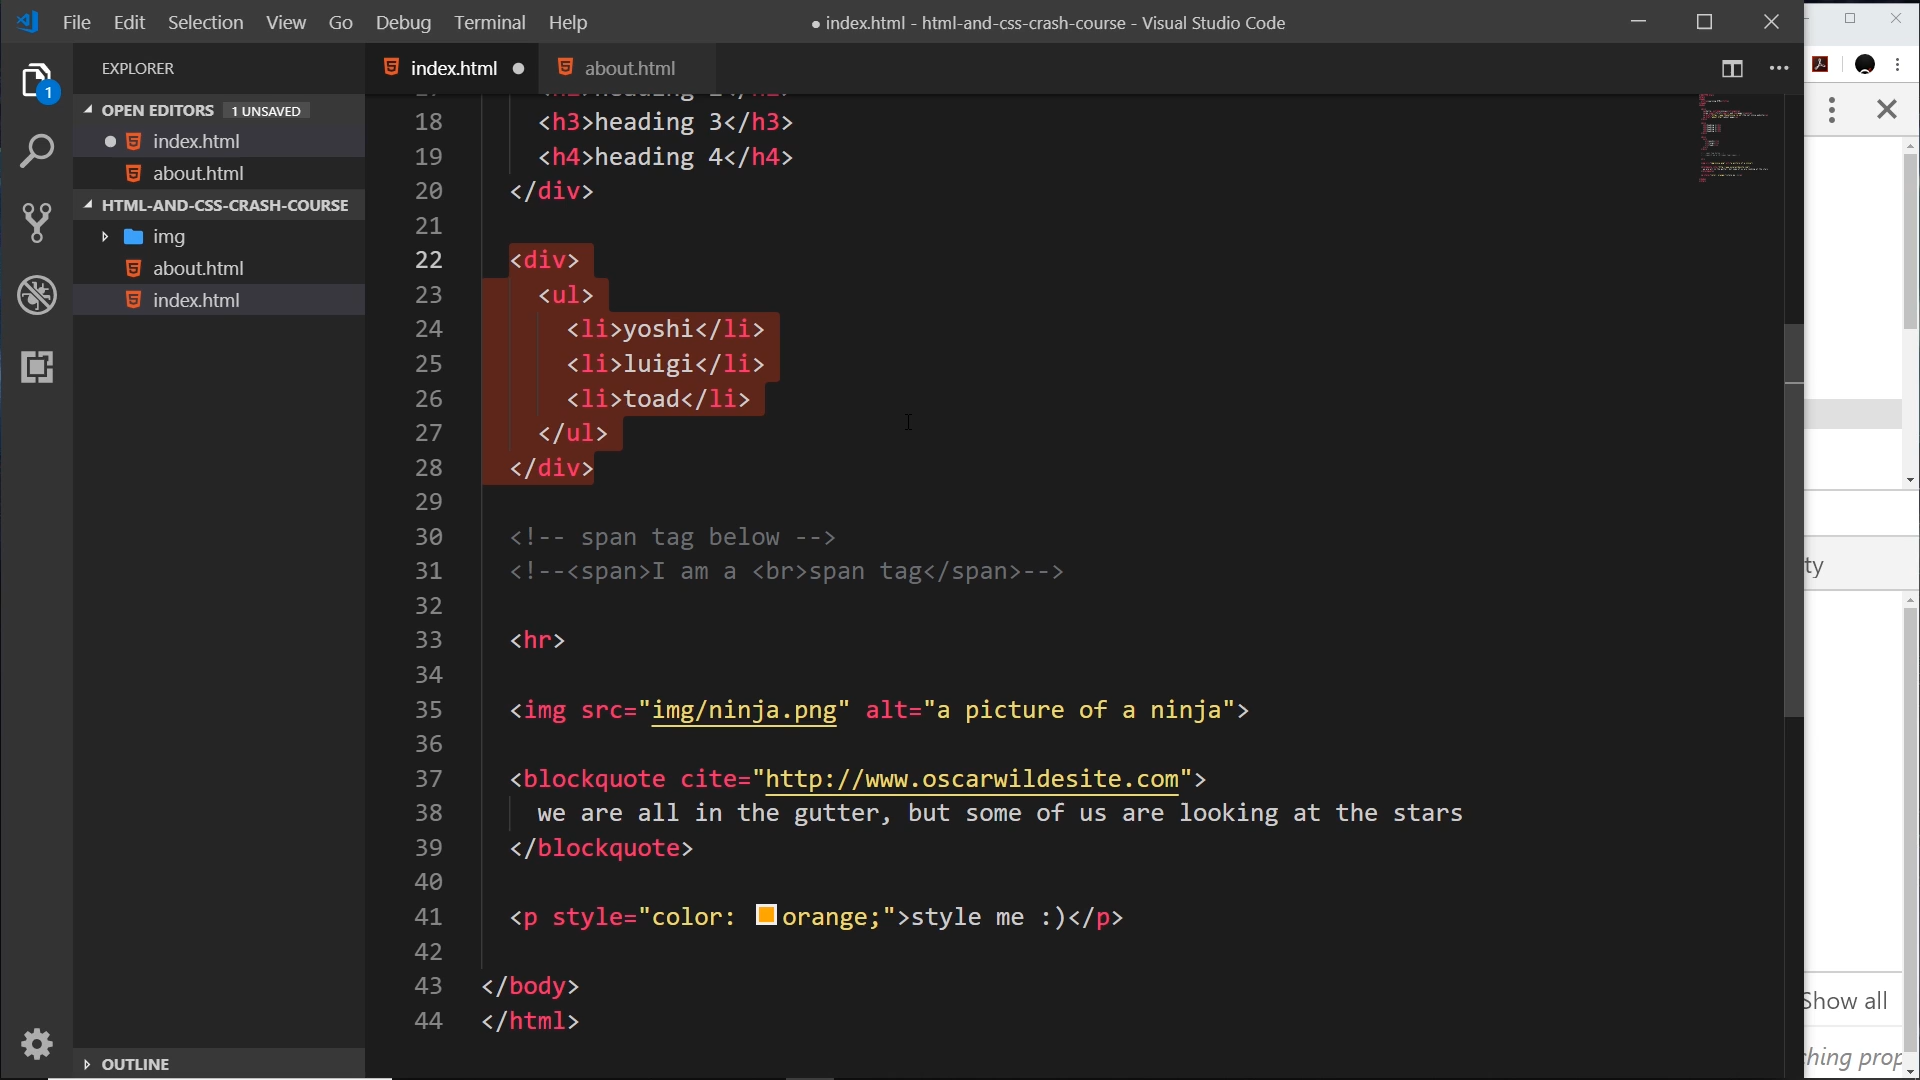 File Edit Selection View Go Debug Terminal Help
● index.html - html-and-css-crash-course - Visual Studio Code
EXPLORER
index.html
about.html
1
OPEN EDITORS 1 UNSAVED
index.html
about.html
HTML-AND-CSS-CRASH-COURSE
img
about.html
index.html
OUTLINE
18 <h3>heading 3</h3>
19 <h4>heading 4</h4>
20 </div>
21
22 <div>
23 <ul>
24 <li>yoshi</li>
25 <li>luigi</li>
26 <li>toad</li>
27 </ul>
28 </div>
29
30 <!-- span tag below -->
31 <!--<span>I am a <br>span tag</span>-->
32
33 <hr>
34
35 <img src="img/ninja.png" alt="a picture of a ninja">
36
37 <blockquote cite="http://www.oscarwildesite.com">
38 we are all in the gutter, but some of us are looking at the stars
39 </blockquote>
40
41 <p style="color: orange;">style me :)</p>
42
43 </body>
44 </html>
ty
Show all
ching prop